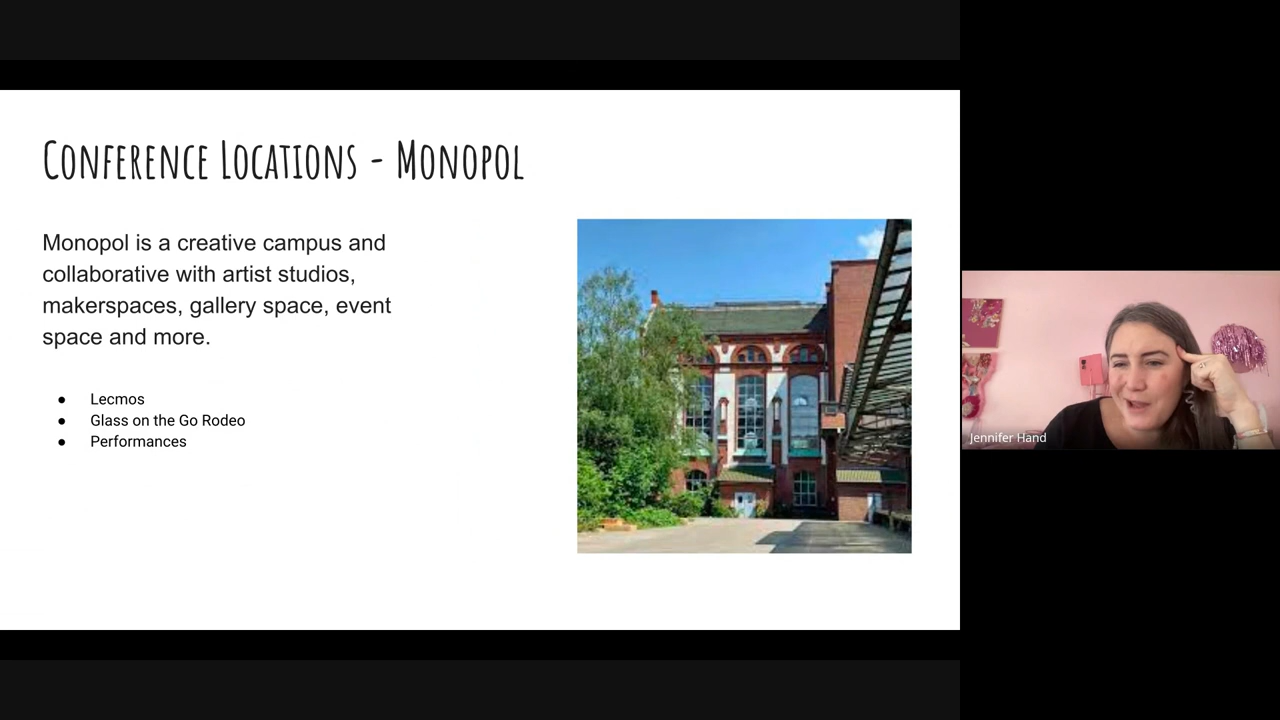 Conference Locations - Monopol
Monopol is a creative campus and
collaborative with artist studios,
makerspaces, gallery space, event
space and more.
● Lecmos
● Glass on the Go Rodeo
● Performances
Jennifer Hand